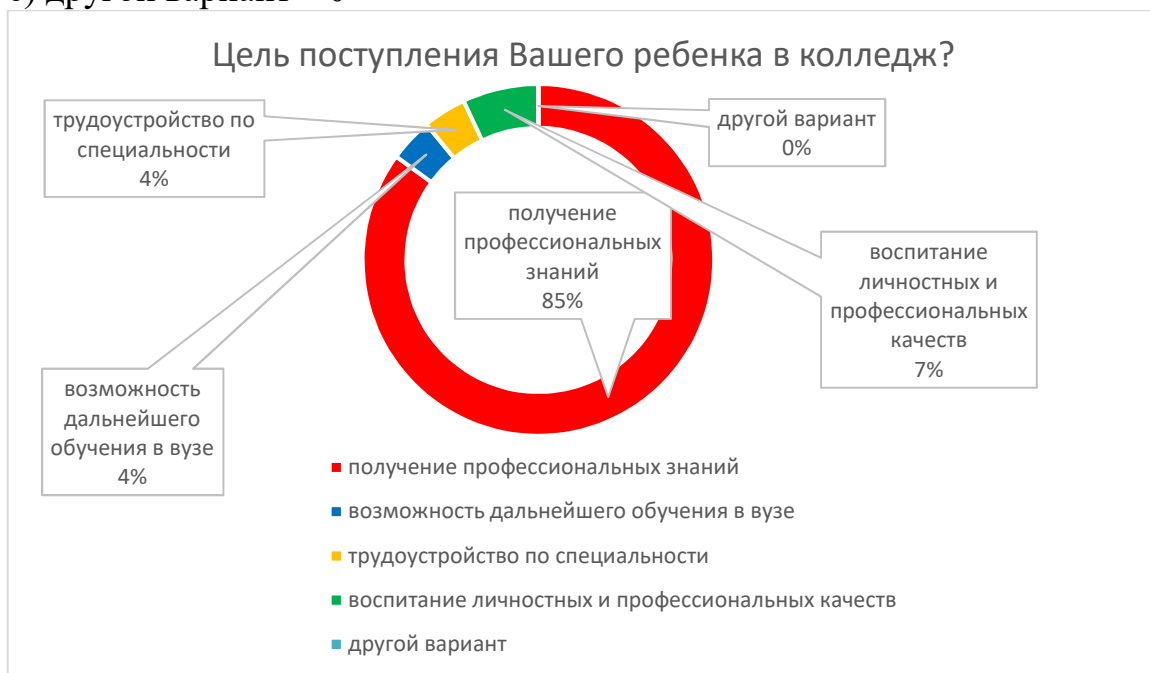 Цель поступления Вашего ребенка в колледж?
трудоустройство по
специальности
4%
другой вариант
0%
получение
профессиональных
знаний
85%
воспитание
личностных и
профессиональных
качеств
7%
возможность
дальнейшего
обучения в вузе
4%
получение профессиональных знаний
возможность дальнейшего обучения в вузе
трудоустройство по специальности
воспитание личностных и профессиональных качеств
другой вариант